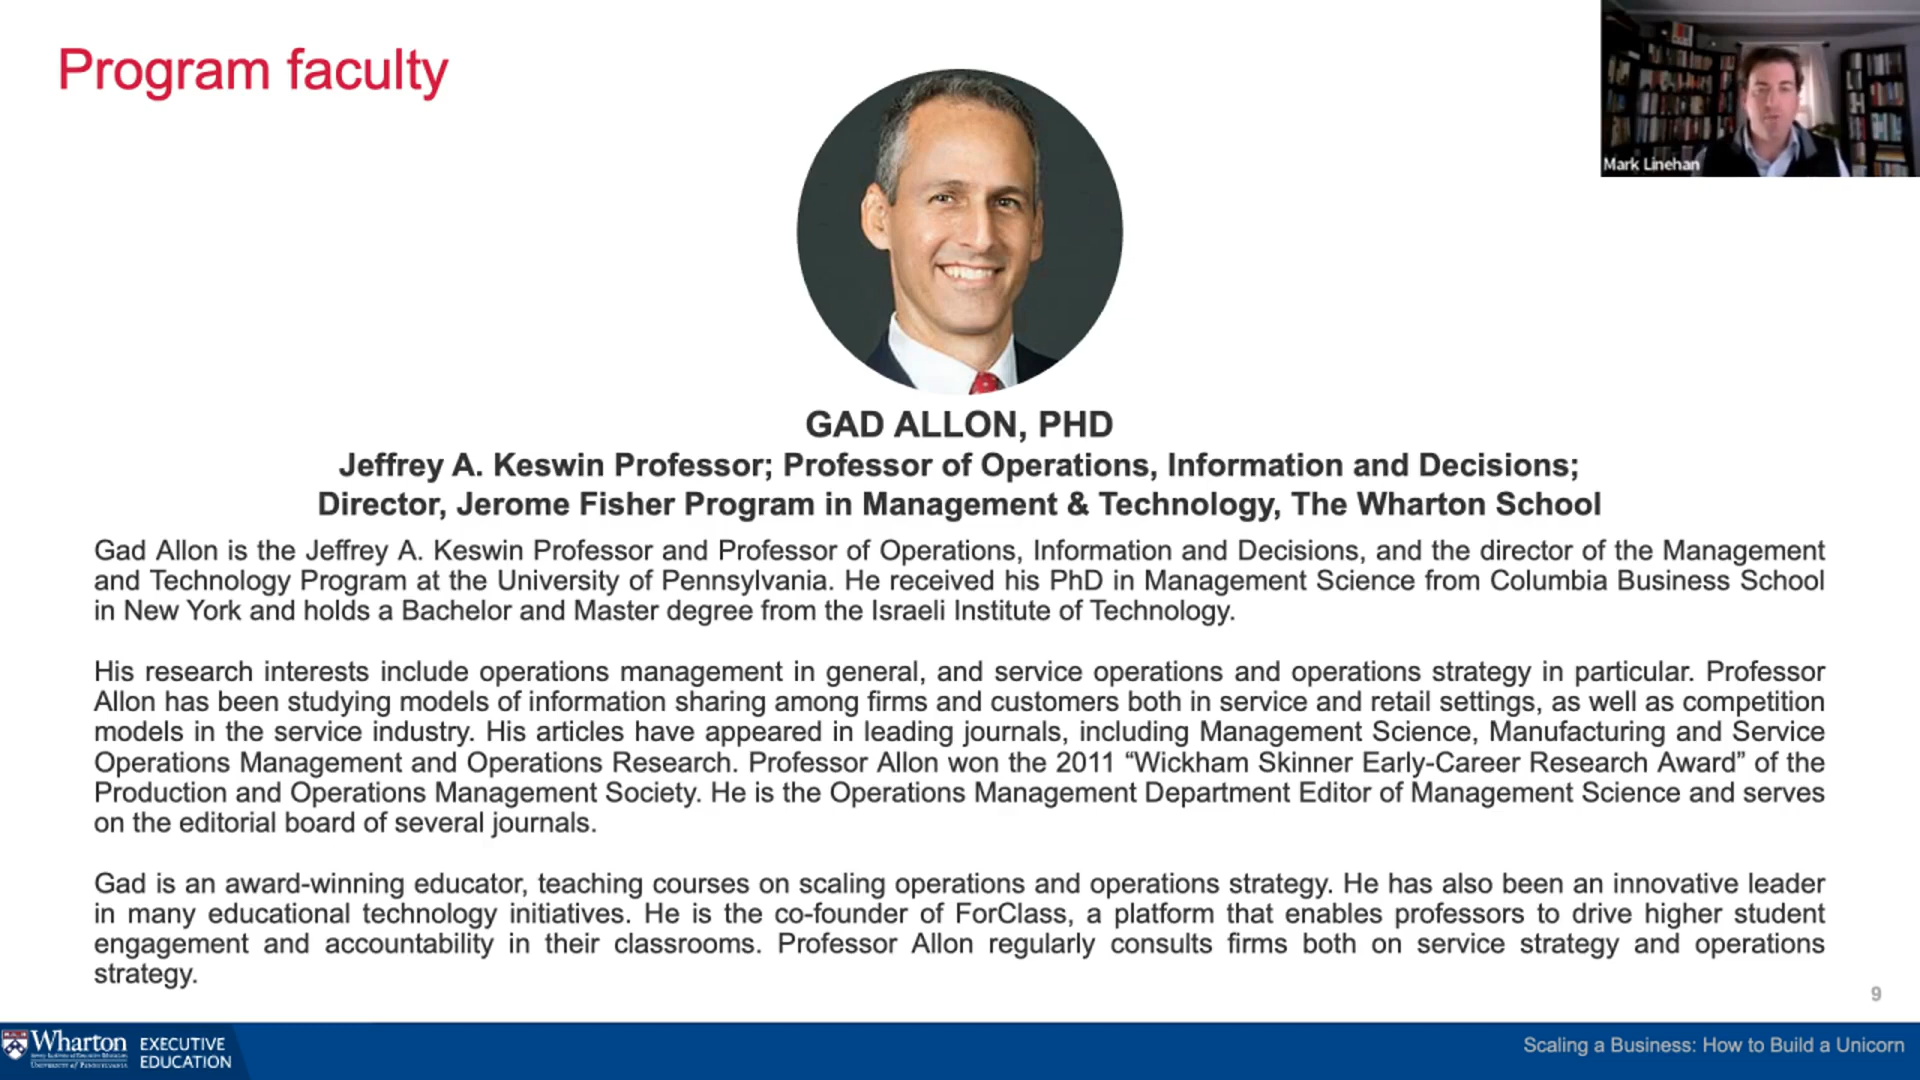 Program faculty
Mark Linehan
GAD ALLON, PHD
Jeffrey A. Keswin Professor; Professor of Operations, Information and Decisions;
Director, Jerome Fisher Program in Management & Technology, The Wharton School
Gad Allon is the Jeffrey A. Keswin Professor and Professor of Operations, Information and Decisions, and the director of the Management
and Technology Program at the University of Pennsylvania. He received his PhD in Management Science from Columbia Business School
in New York and holds a Bachelor and Master degree from the Israeli Institute of Technology.
His research interests include operations management in general, and service operations and operations strategy in particular. Professor
Allon has been studying models of information sharing among firms and customers both in service and retail settings, as well as competition
models in the service industry. His articles have appeared in leading journals, including Management Science, Manufacturing and Service
Operations Management and Operations Research. Professor Allon won the 2011 “Wickham Skinner Early-Career Research Award” of the
Production and Operations Management Society. He is the Operations Management Department Editor of Management Science and serves
on the editorial board of several journals.
Gad is an award-winning educator, teaching courses on scaling operations and operations strategy. He has also been an innovative leader
in many educational technology initiatives. He is the co-founder of ForClass, a platform that enables professors to drive higher student
engagement and accountability in their classrooms. Professor Allon regularly consults firms both on service strategy and operations
strategy.
9
Wharton
UNIVERSITY of PENNSYLVANIA
EXECUTIVE
EDUCATION
Scaling a Business: How to Build a Unicorn